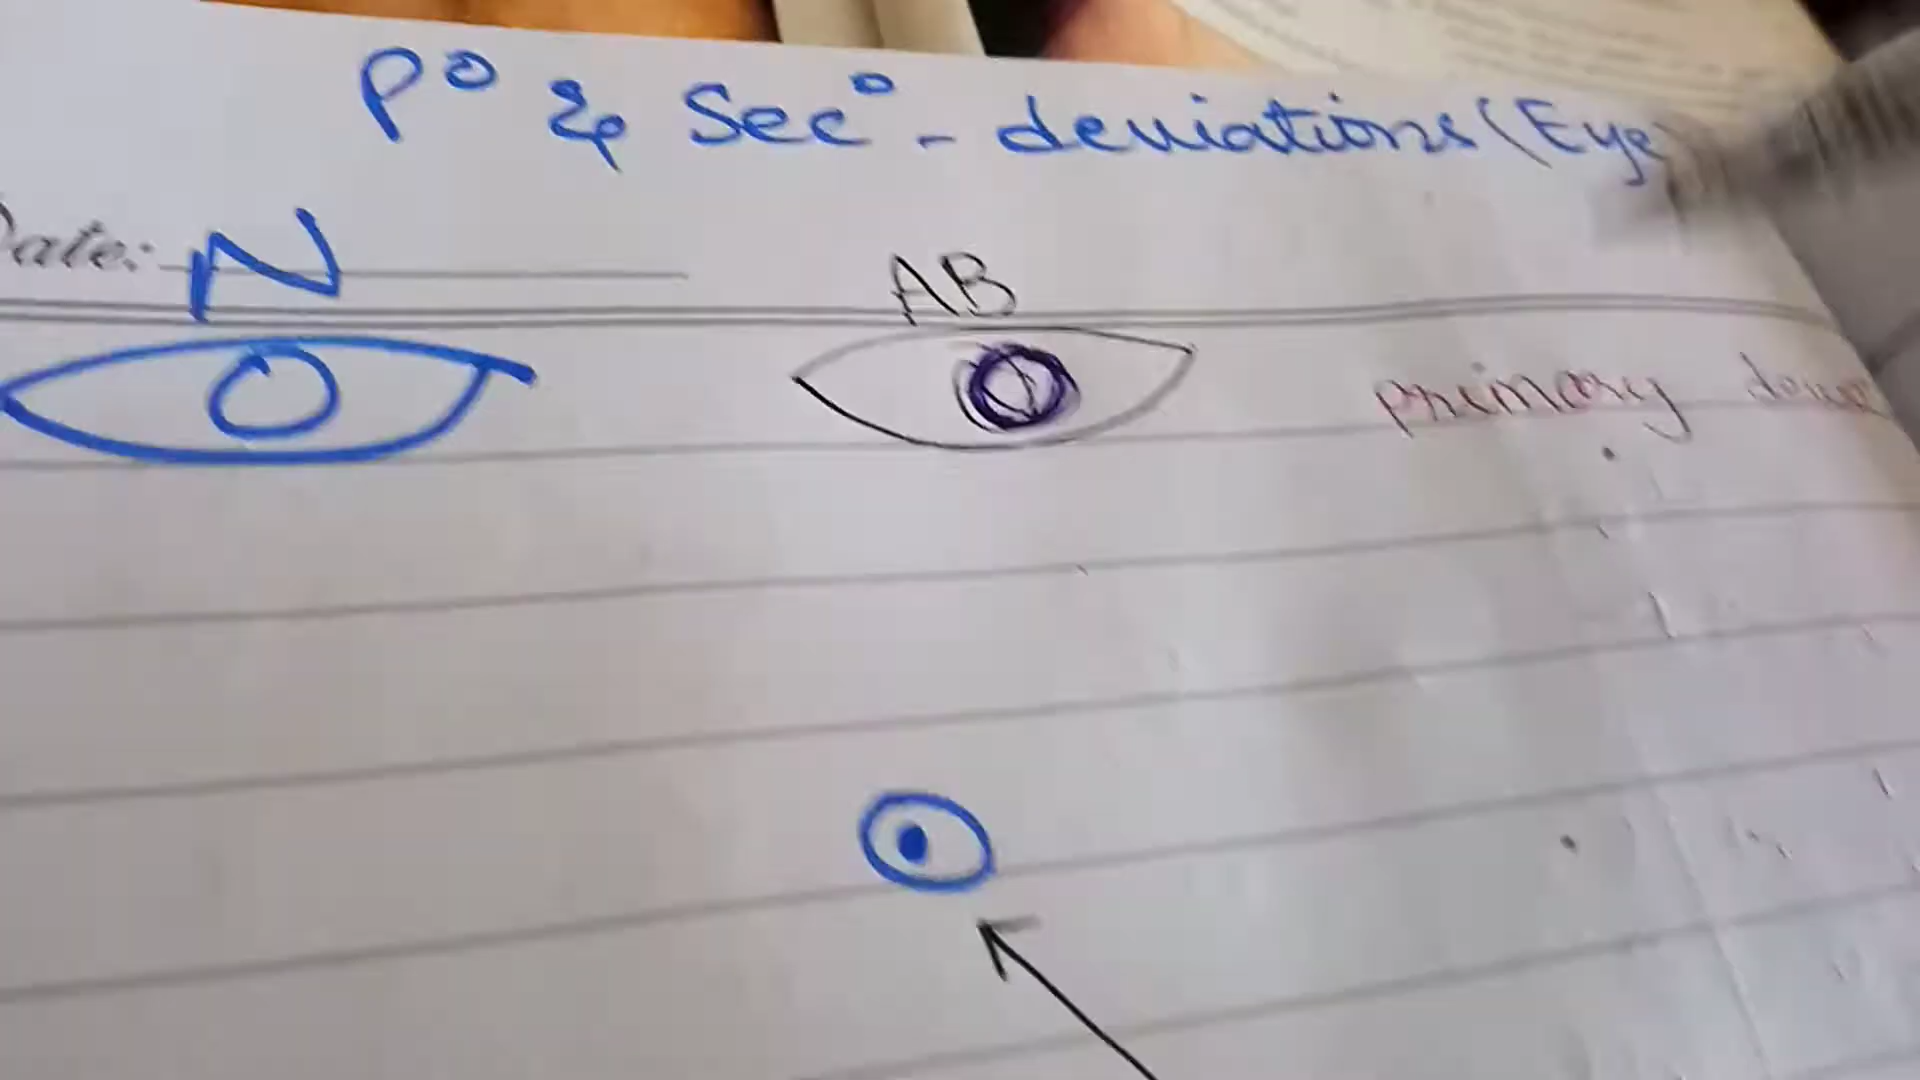 P° & Sec° - deviations (Eye
Date:
N
AB
primary